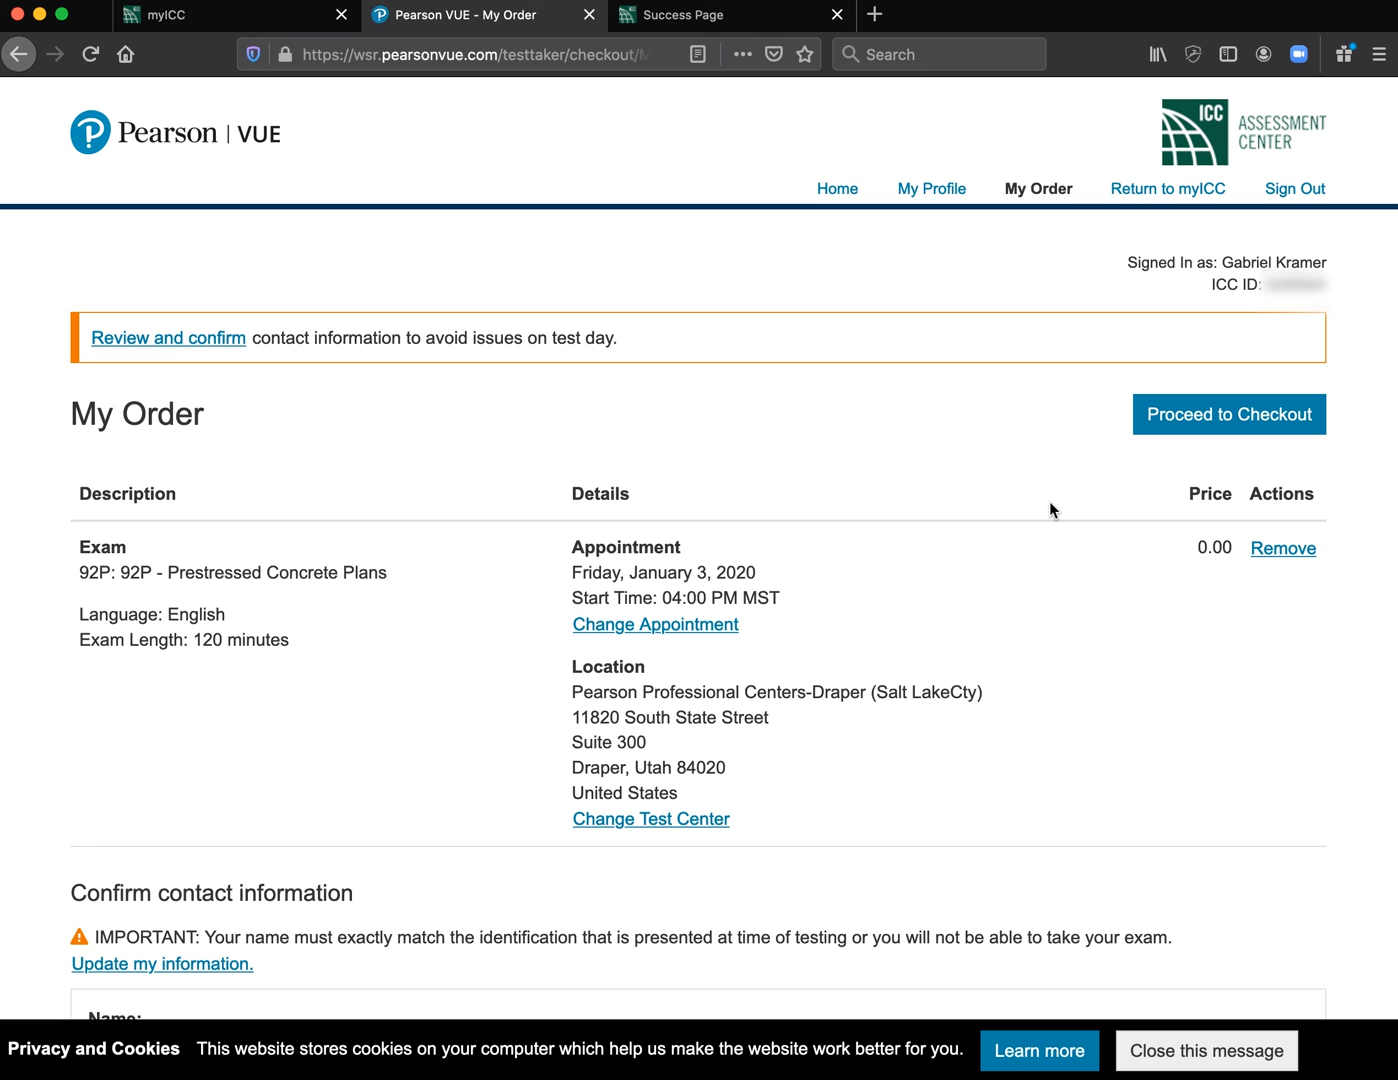 myICC
Pearson VUE - My Order
Success Page
https://wsr.pearsonvue.com/testtaker/checkout/
Search
Pearson | VUE
ICC
ASSESSMENT
CENTER
Home
My Profile
My Order
Return to myICC
Sign Out
Signed In as: Gabriel Kramer
ICC ID:
Review and confirm contact information to avoid issues on test day.
My Order
Proceed to Checkout
Description
Details
Price
Actions
Exam
92P: 92P - Prestressed Concrete Plans
Language: English
Exam Length: 120 minutes
Appointment
Friday, January 3, 2020
Start Time: 04:00 PM MST
Change Appointment
Location
Pearson Professional Centers-Draper (Salt LakeCty)
11820 South State Street
Suite 300
Draper, Utah 84020
United States
Change Test Center
0.00
Remove
Confirm contact information
IMPORTANT: Your name must exactly match the identification that is presented at time of testing or you will not be able to take your exam.
Update my information.
Name:
Privacy and Cookies This website stores cookies on your computer which help us make the website work better for you.
Learn more
Close this message